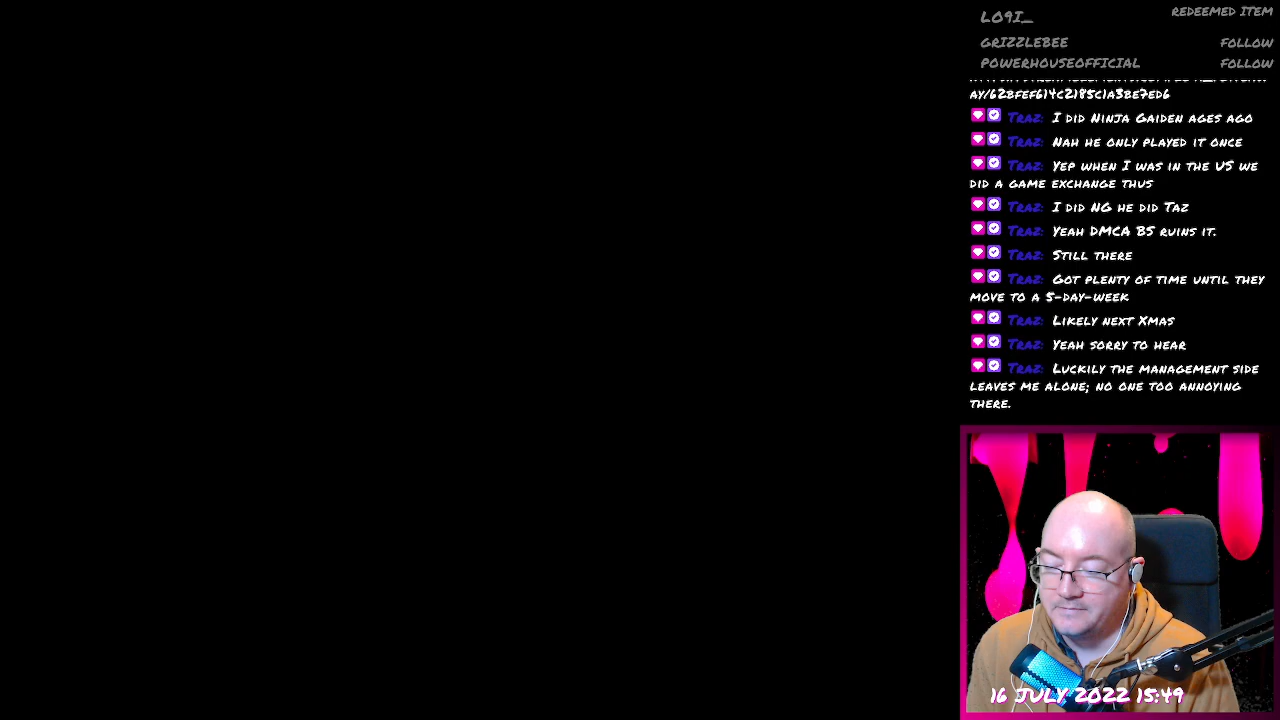 LO9I_ REDEEMED ITEM
GRIZZLEBEE FOLLOW
POWERHOUSEOFFICIAL FOLLOW
AY/62BFEF614C2185C1A3BE7ED6
TRAZ: I DID NINJA GAIDEN AGES AGO
TRAZ: NAH HE ONLY PLAYED IT ONCE
TRAZ: YEP WHEN I WAS IN THE US WE
DID A GAME EXCHANGE THUS
TRAZ: I DID NG HE DID TAZ
TRAZ: YEAH DMCA BS RUINS IT.
TRAZ: STILL THERE
TRAZ: GOT PLENTY OF TIME UNTIL THEY
MOVE TO A 5-DAY-WEEK
TRAZ: LIKELY NEXT XMAS
TRAZ: YEAH SORRY TO HEAR
TRAZ: LUCKILY THE MANAGEMENT SIDE
LEAVES ME ALONE; NO ONE TOO ANNOYING
THERE.
16 JULY 2022 15:49